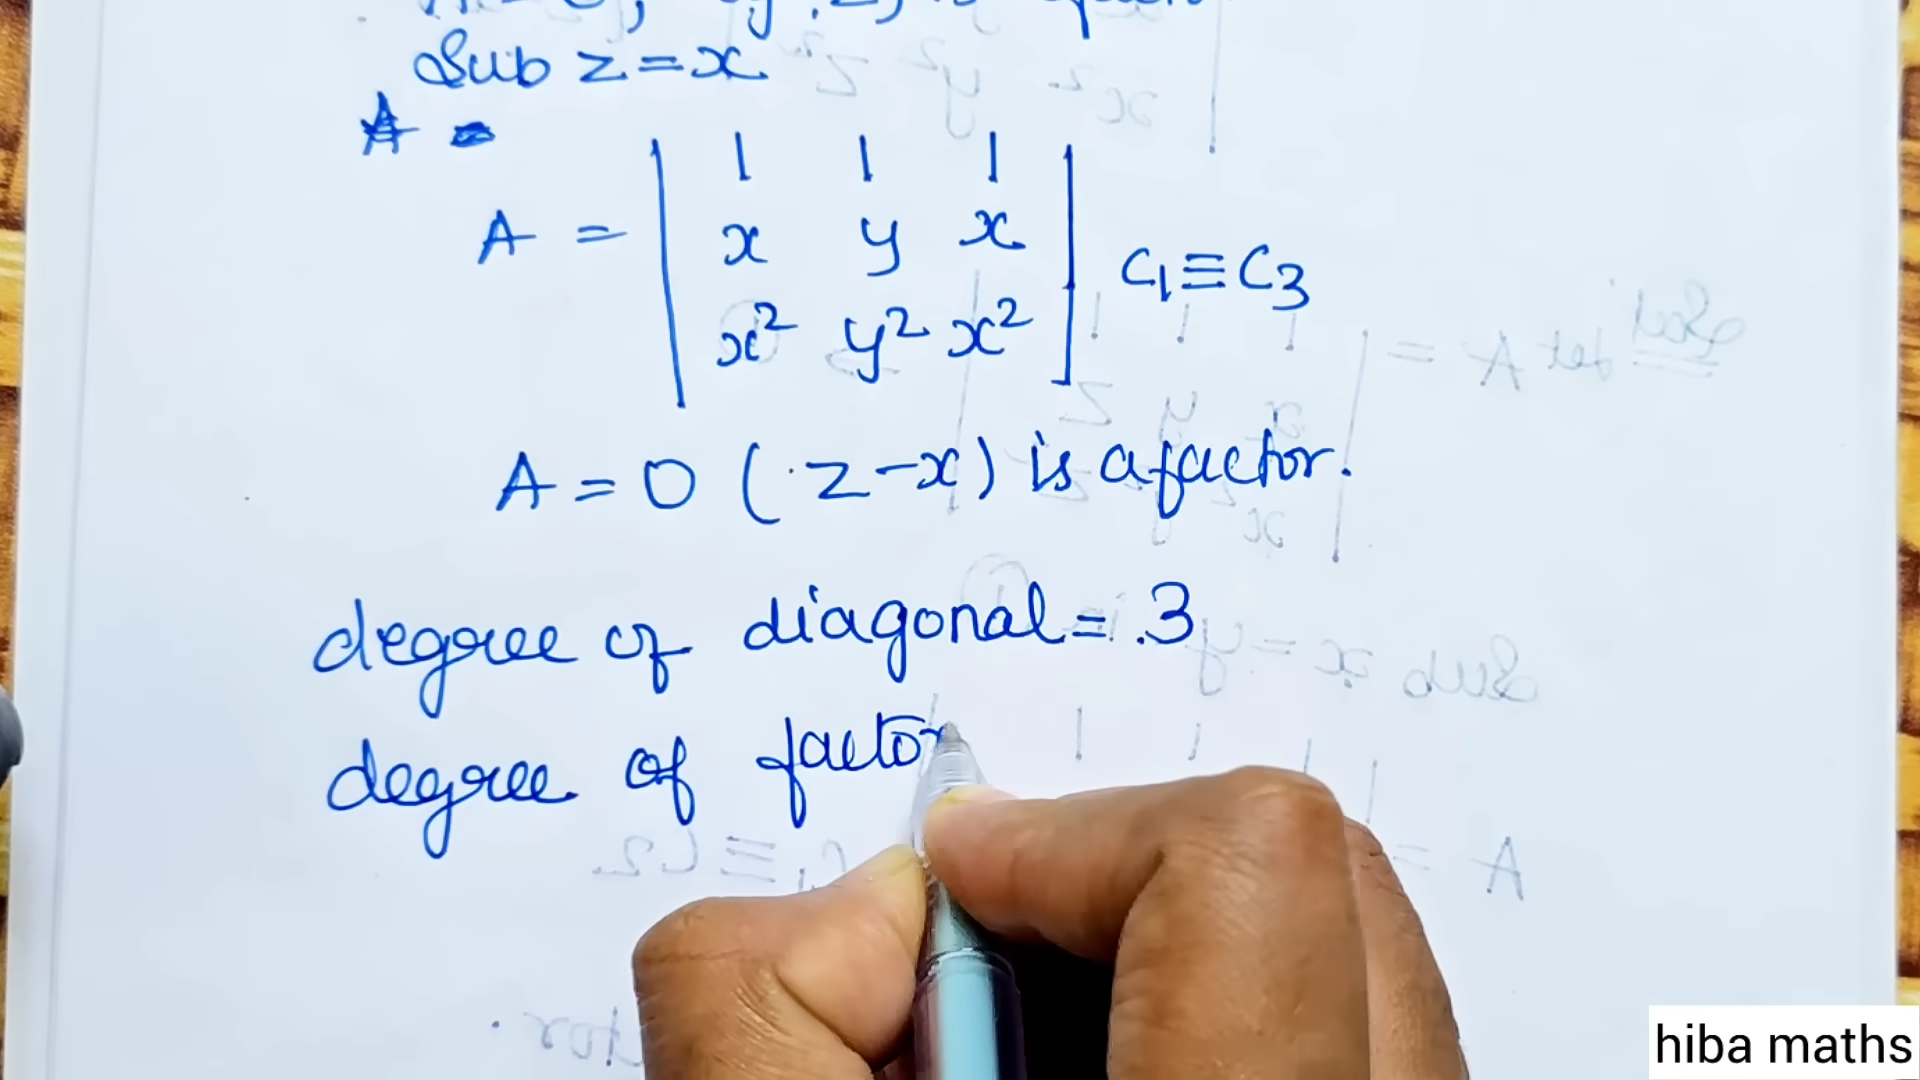 Sub z=x
A =
1 1 1
A = x y x C1≡C3
x² y² x²
A=0 (z-x) is a factor.
degree of diagonal = .3
degree of factor
hiba maths